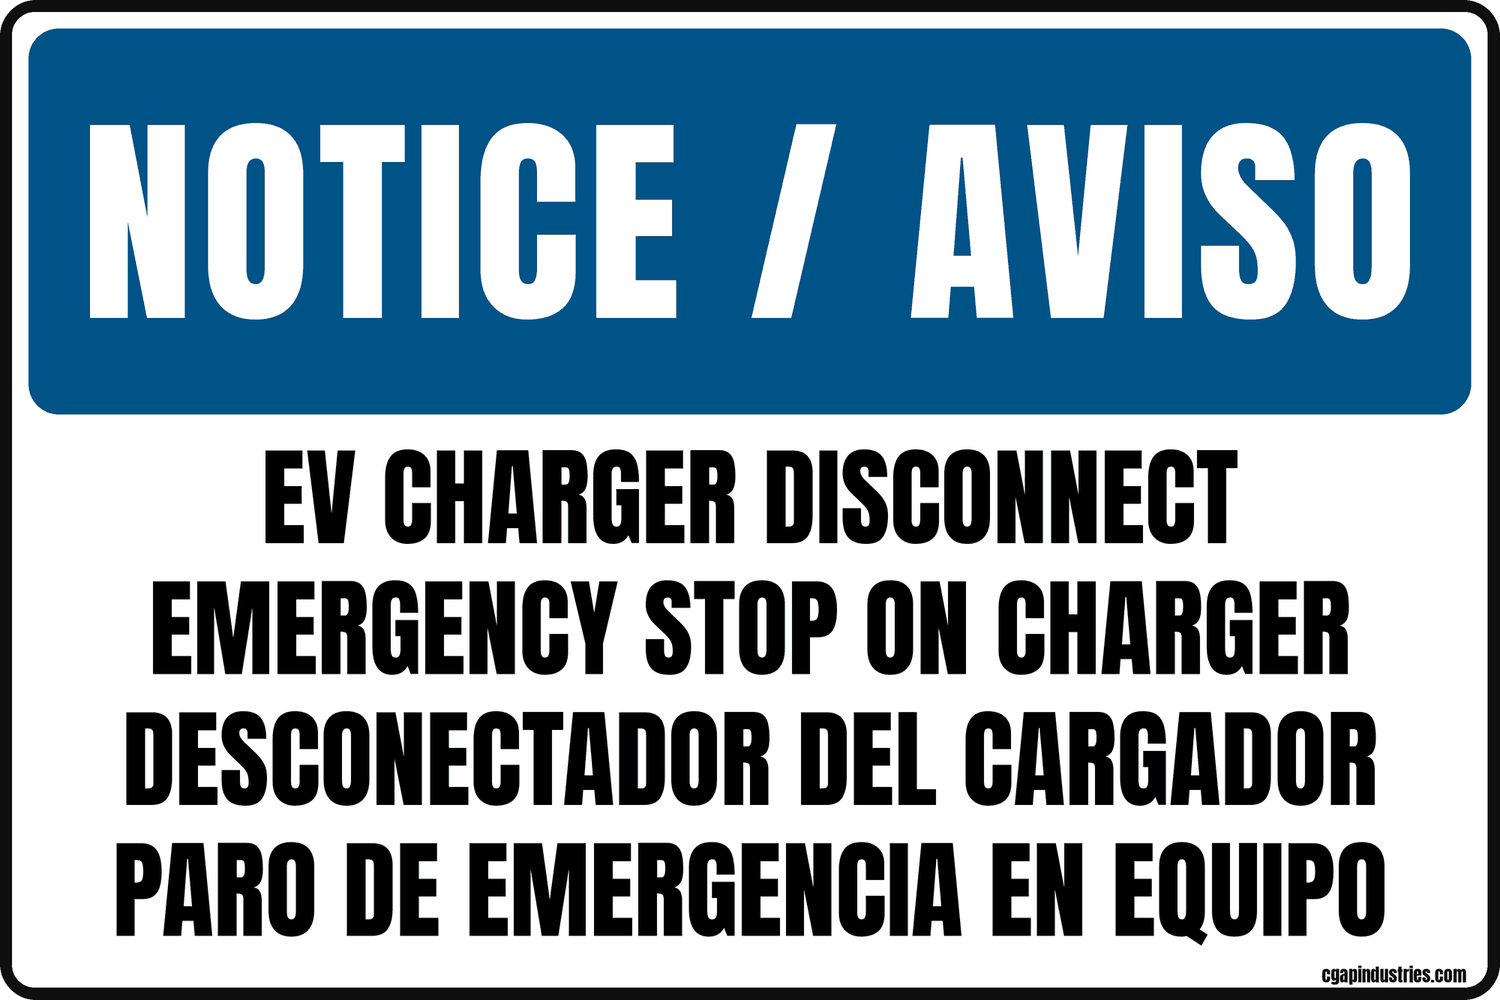 NOTICE / AVISO
EV CHARGER DISCONNECT
EMERGENCY STOP ON CHARGER
DESCONECTADOR DEL CARGADOR
PARO DE EMERGENCIA EN EQUIPO
cgapindustries.com